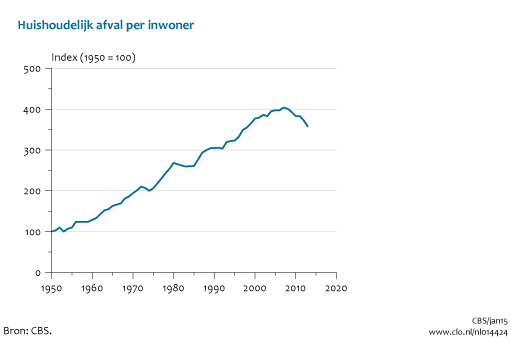 Huishoudelijk afval per inwoner
Index (1950 = 100)
500
400
300
200
100
0
1950 1960 1970 1980 1990 2000 2010 2020
CBS/jan15
Bron: CBS.
www.clo.nl/nl014424